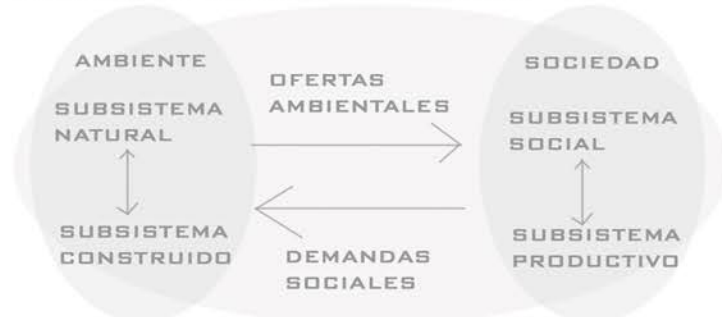 AMBIENTE
SUBSISTEMA
NATURAL
SUBSISTEMA
CONSTRUIDO
OFERTAS
AMBIENTALES
DEMANDAS
SOCIALES
SOCIEDAD
SUBSISTEMA
SOCIAL
SUBSISTEMA
PRODUCTIVO